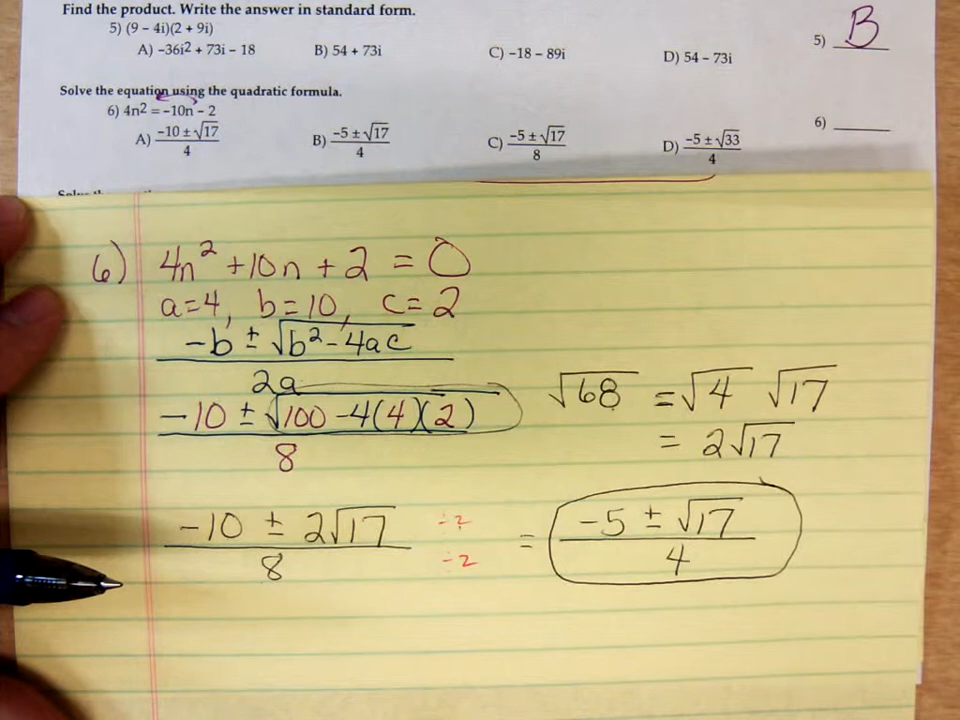 Find the product. Write the answer in standard form.
5) (9 – 4i)(2 + 9i)
A) –36i² + 73i – 18 B) 54 + 73i C) –18 – 89i D) 54 – 73i 5) B
Solve the equation using the quadratic formula.
6) 4n² = –10n – 2
A) (–10 ± √17)/4 B) (–5 ± √17)/4 C) (–5 ± √17)/8 D) (–5 ± √33)/4 6)
6) 4n² + 10n + 2 = 0
a = 4, b = 10, c = 2
–b ± √b² – 4ac
2a
–10 ± √100 – 4(4)(2)
8
√68 = √4 √17
= 2√17
–10 ± 2√17 ÷2
8 ÷2
= (–5 ± √17)/4